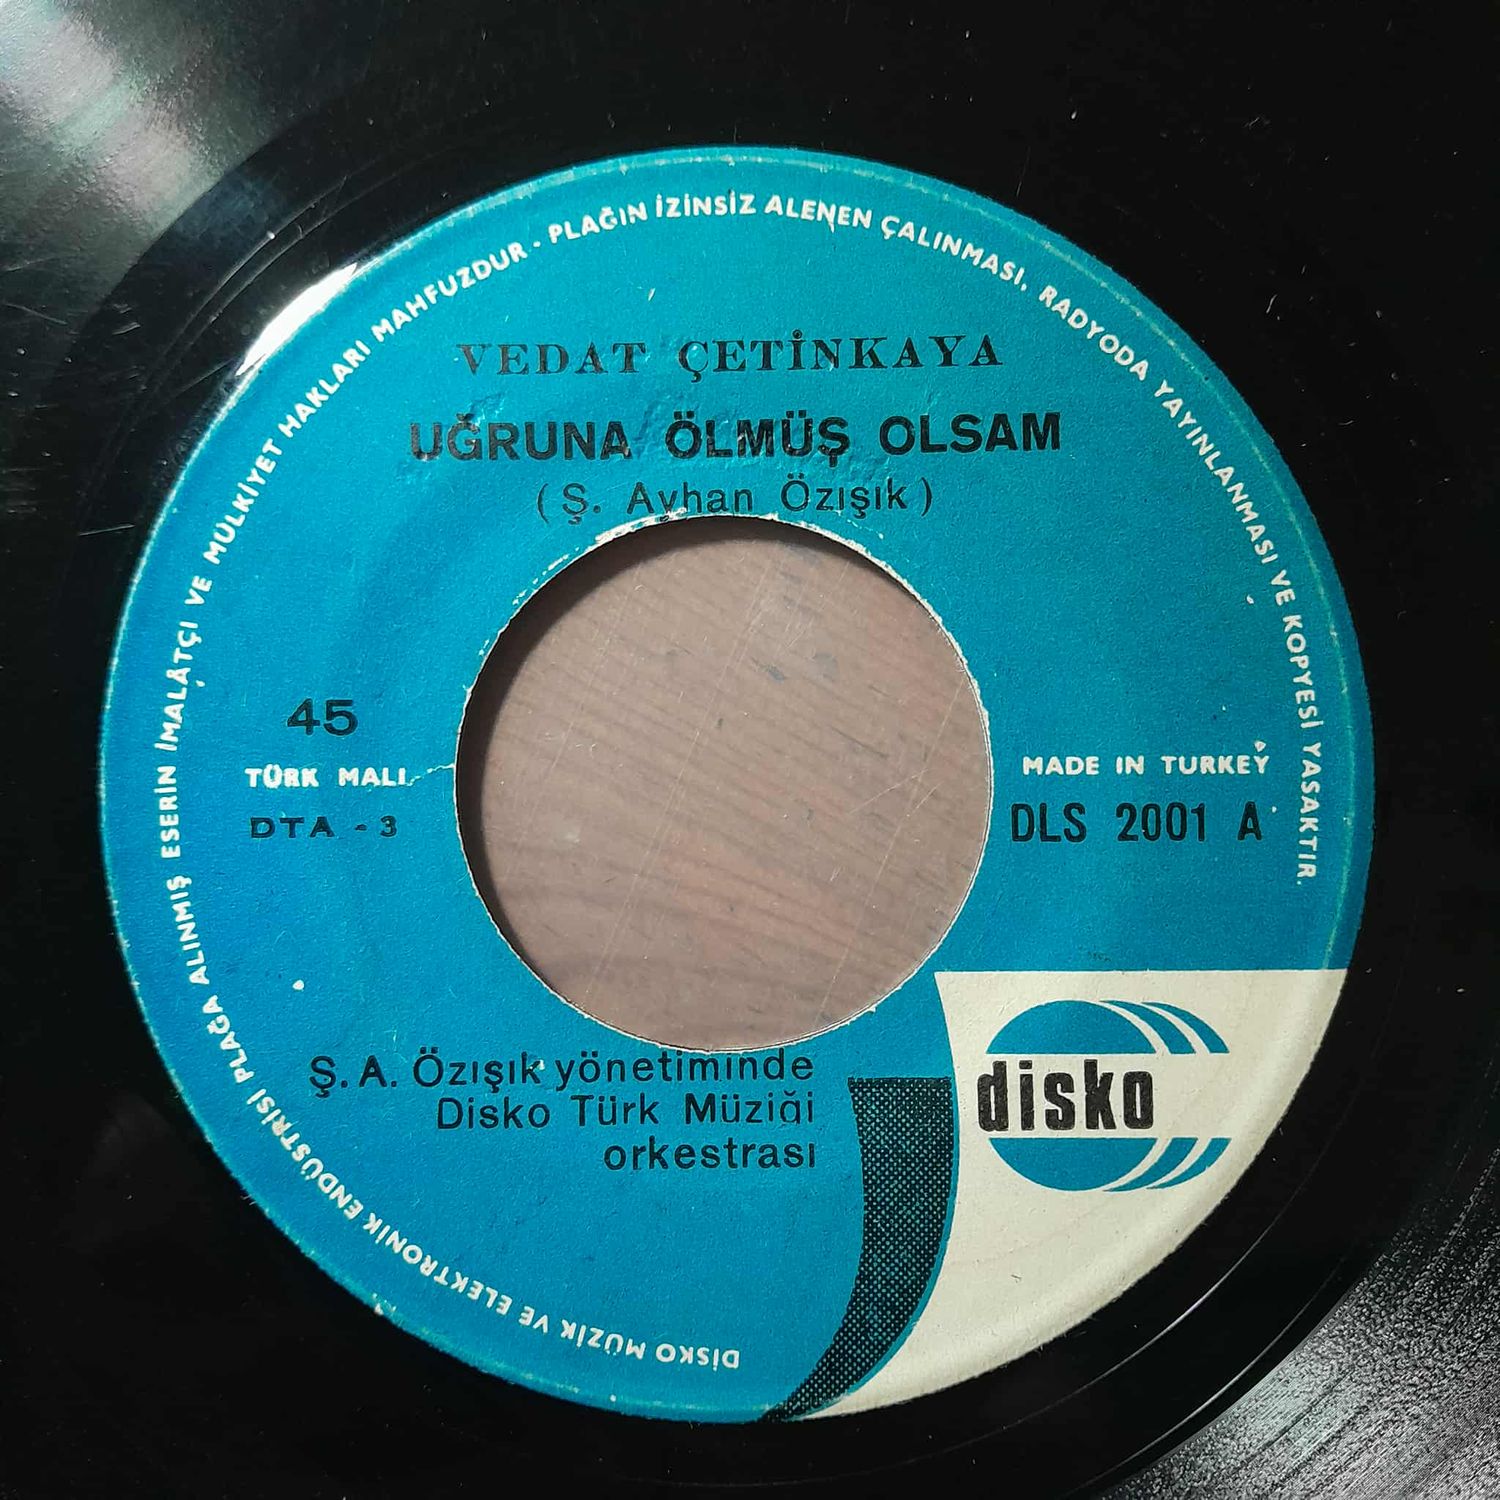 DİSKO MÜZİK VE ELEKTRONİK ENDÜSTRİSİ PLAĞA ALINMIŞ ESERİN İMALÂTÇI VE MÜLKİYET HAKLARI MAHFUZDUR - PLAĞIN İZİNSİZ ALENEN ÇALINMASI, RADYODA YAYINLANMASI VE KOPYESİ YASAKTIR.
VEDAT ÇETİNKAYA
UĞRUNA ÖLMÜŞ OLSAM
(Ş. Ayhan Özışık)
45
TÜRK MALI
DTA - 3
MADE IN TURKEY
DLS 2001 A
Ş. A. Özışık yönetiminde
Disko Türk Müziği
orkestrası
disko